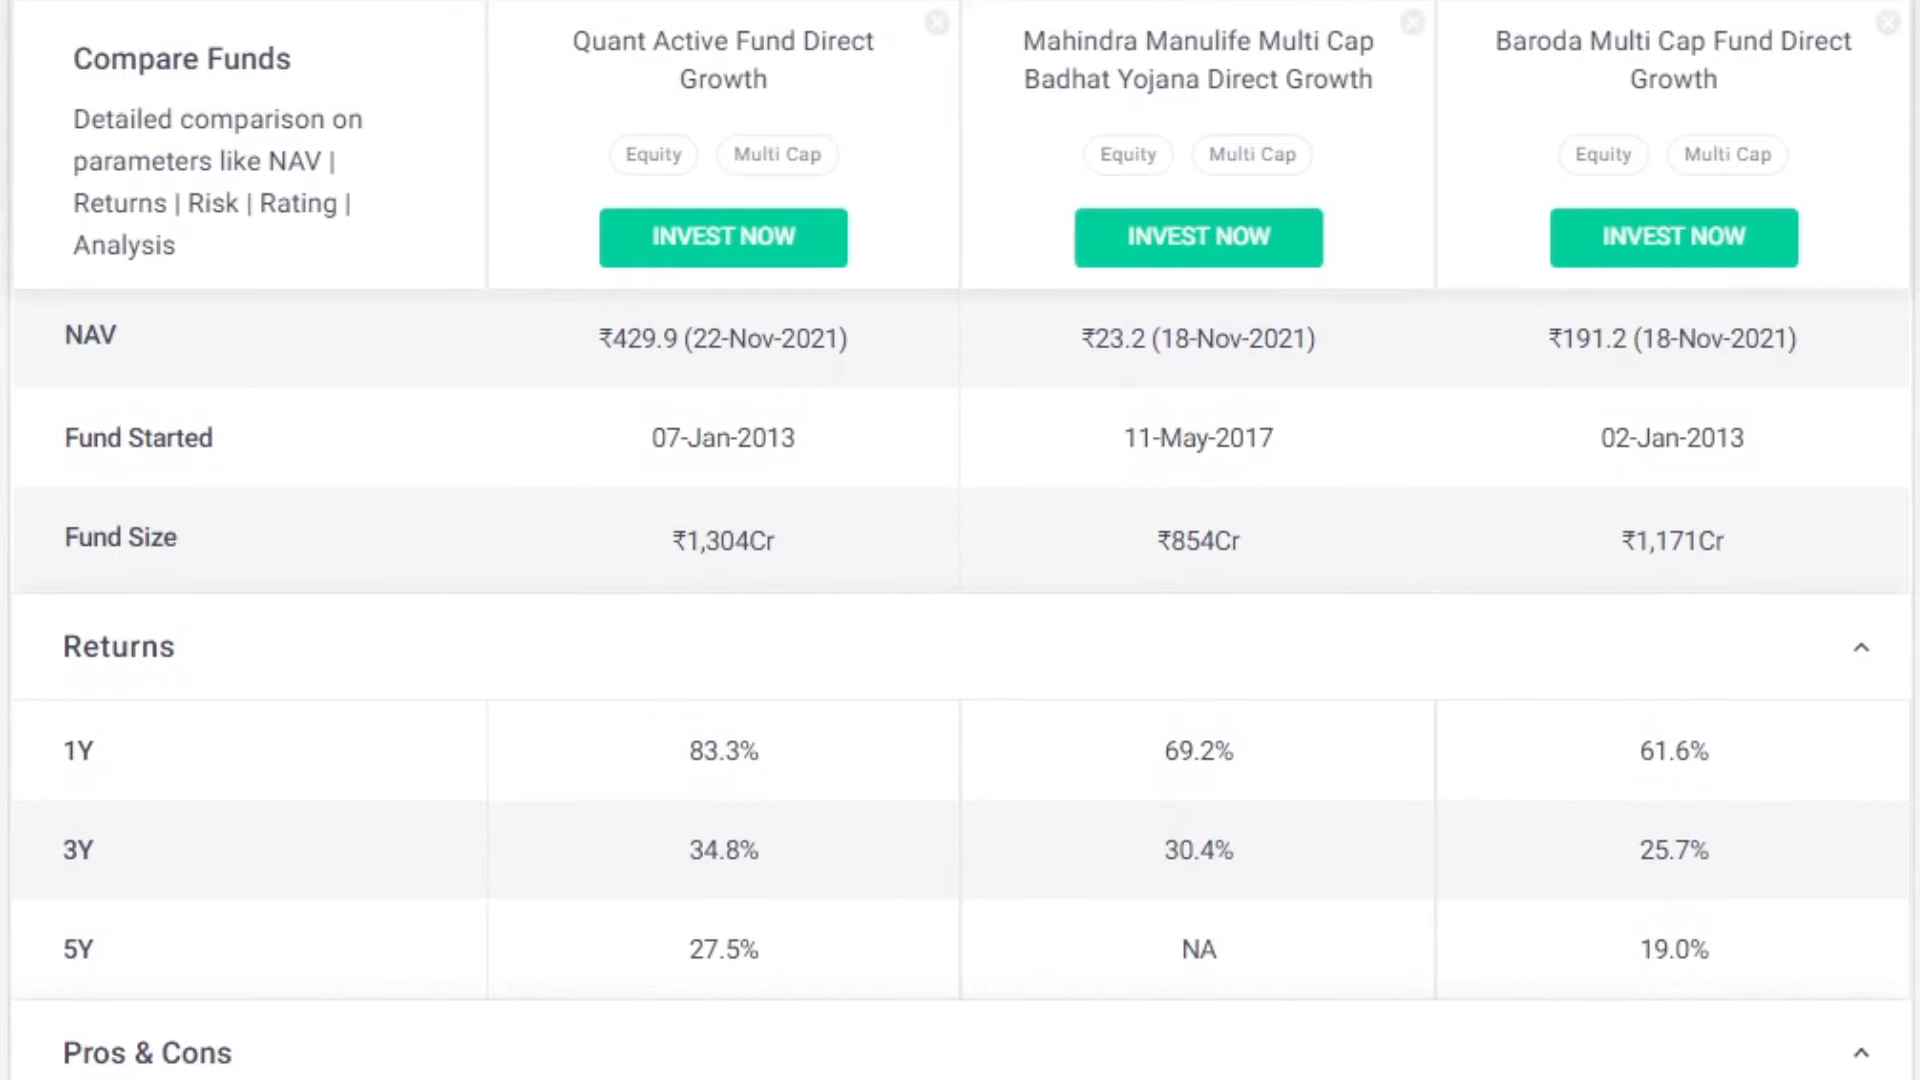 Compare Funds
Detailed comparison on
parameters like NAV |
Returns | Risk | Rating |
Analysis
Quant Active Fund Direct
Growth
Equity Multi Cap
INVEST NOW
Mahindra Manulife Multi Cap
Badhat Yojana Direct Growth
Equity Multi Cap
INVEST NOW
Baroda Multi Cap Fund Direct
Growth
Equity Multi Cap
INVEST NOW
NAV ₹429.9 (22-Nov-2021) ₹23.2 (18-Nov-2021) ₹191.2 (18-Nov-2021)
Fund Started 07-Jan-2013 11-May-2017 02-Jan-2013
Fund Size ₹1,304Cr ₹854Cr ₹1,171Cr
Returns
1Y 83.3% 69.2% 61.6%
3Y 34.8% 30.4% 25.7%
5Y 27.5% NA 19.0%
Pros & Cons